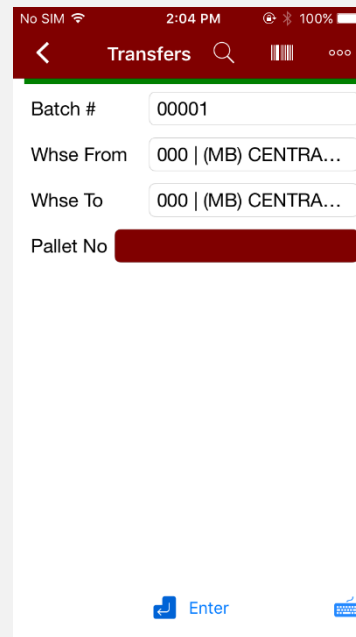 No SIM 2:04 PM 100%
Transfers
Batch # 00001
Whse From 000 | (MB) CENTRA...
Whse To 000 | (MB) CENTRA...
Pallet No
Enter